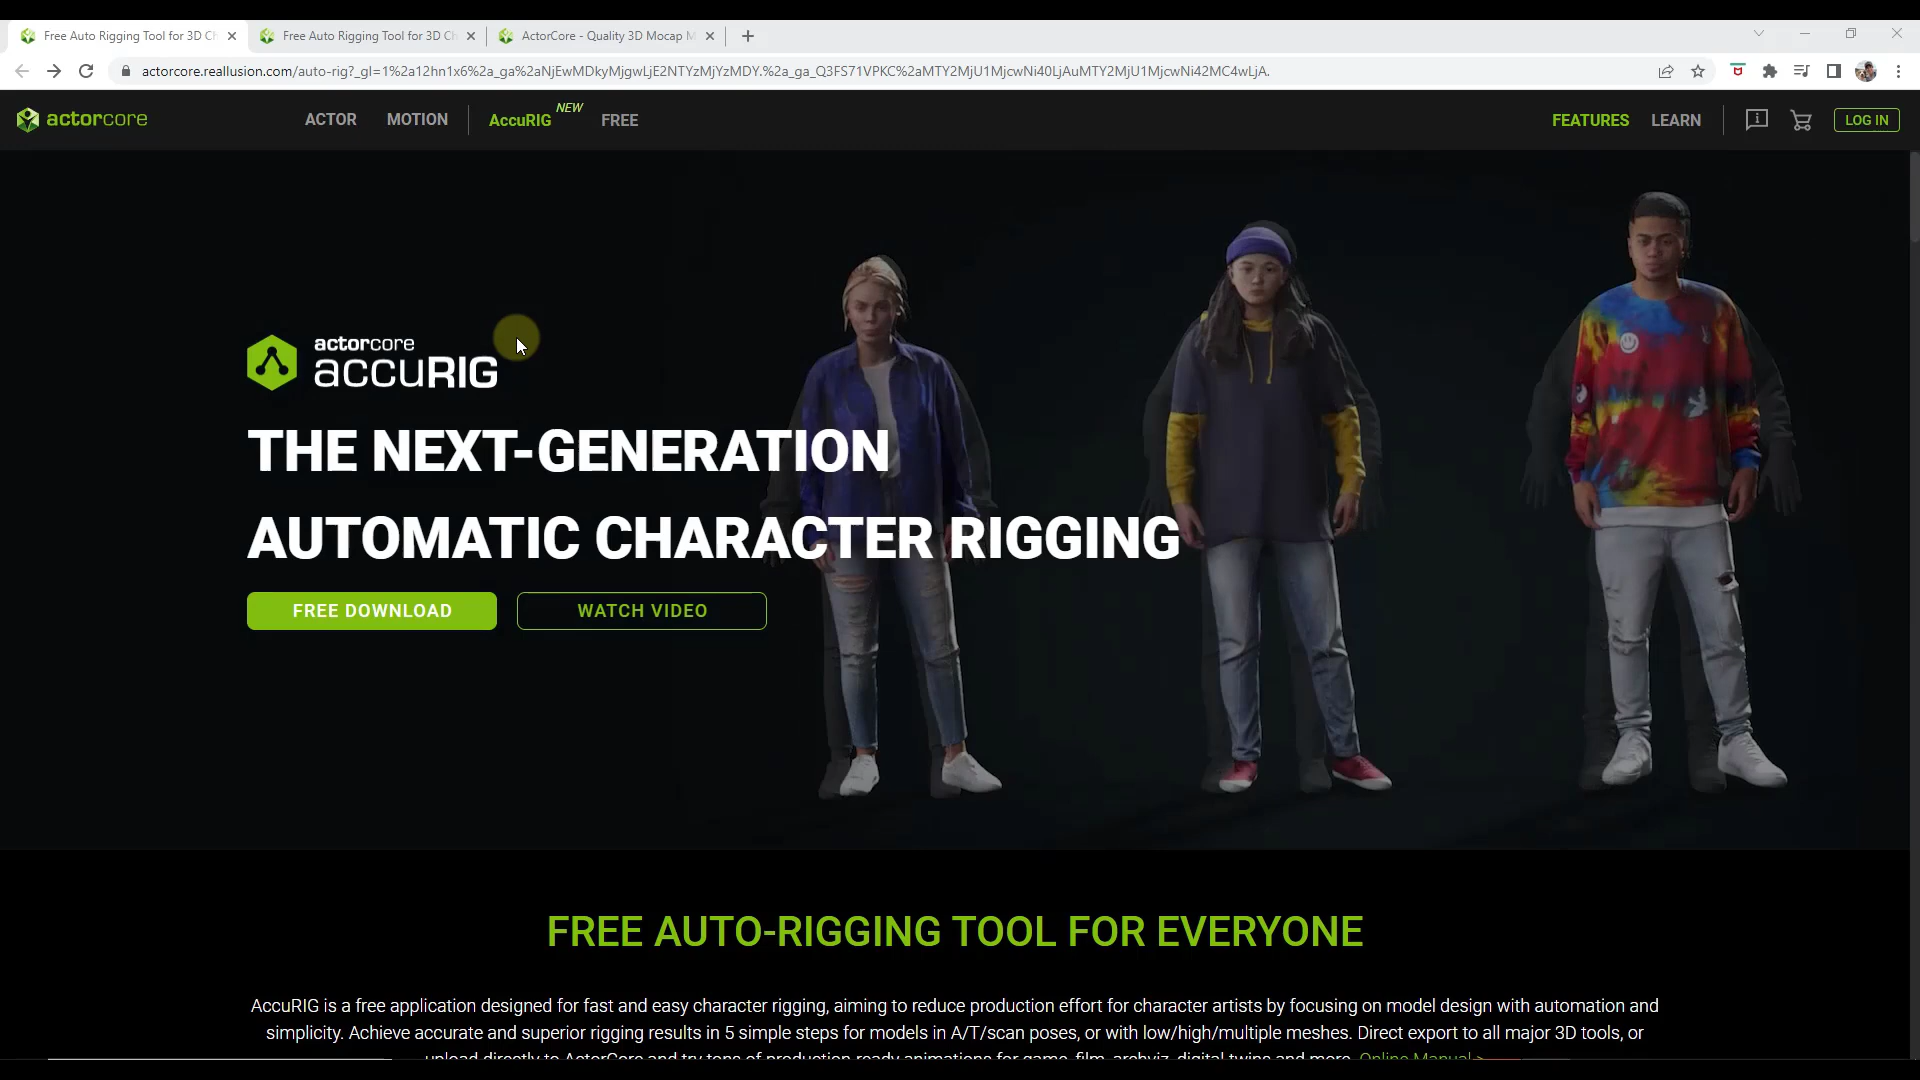 Free Auto Rigging Tool for 3D Ch
Free Auto Rigging Tool for 3D Ch
ActorCore - Quality 3D Mocap M
actorcore.reallusion.com/auto-rig?_gl=1%2a12hn1x6%2a_ga%2aNjEwMDkyMjgwLjE2NTYzMjYzMDY.%2a_ga_Q3FS71VPKC%2aMTY2MjU1MjcwNi40LjAuMTY2MjU1MjcwNi42MC4wLjA.
actorcore
ACTOR
MOTION
AccuRIG
NEW
FREE
FEATURES
LEARN
LOG IN
actorcore
accuRIG
THE NEXT-GENERATION
AUTOMATIC CHARACTER RIGGING
FREE DOWNLOAD
WATCH VIDEO
FREE AUTO-RIGGING TOOL FOR EVERYONE
AccuRIG is a free application designed for fast and easy character rigging, aiming to reduce production effort for character artists by focusing on model design with automation and
simplicity. Achieve accurate and superior rigging results in 5 simple steps for models in A/T/scan poses, or with low/high/multiple meshes. Direct export to all major 3D tools, or
upload directly to ActorCore and try tons of production ready animations for game, film, archviz, digital twins and more. Online Manual >